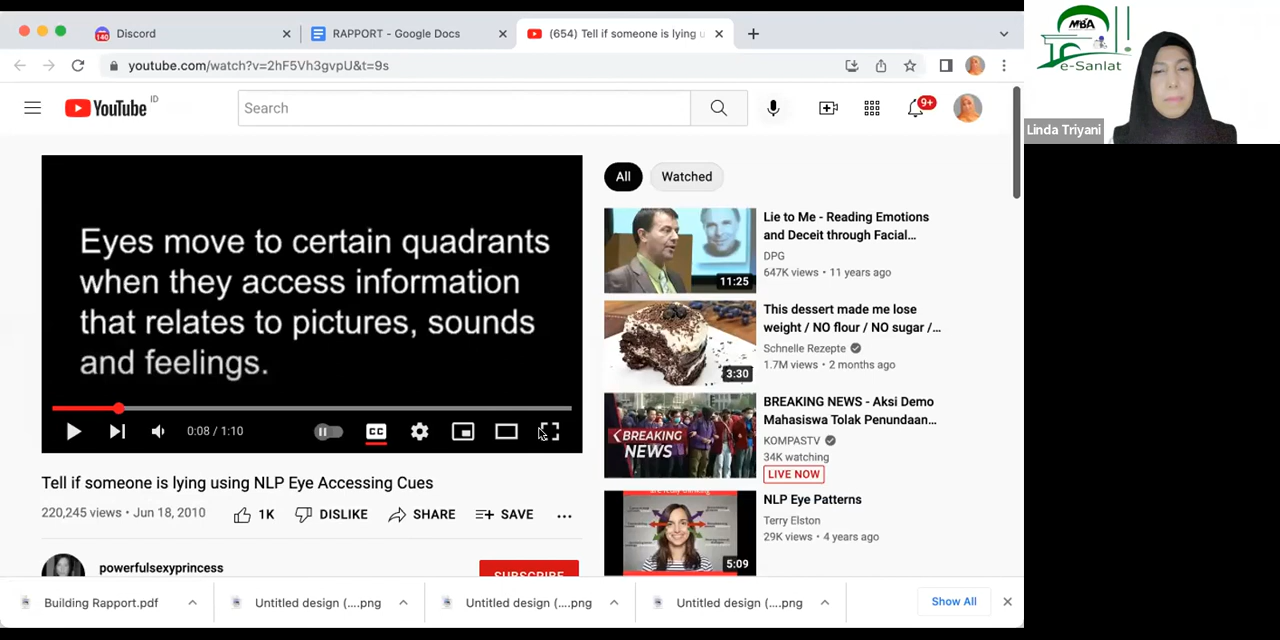 Discord
RAPPORT - Google Docs
(654) Tell if someone is lying u
140
youtube.com/watch?v=2hF5Vh3gvpU&t=9s
YouTube ID
Search
9+
Eyes move to certain quadrants
when they access information
that relates to pictures, sounds
and feelings.
0:08 / 1:10
CC
Tell if someone is lying using NLP Eye Accessing Cues
220,245 views • Jun 18, 2010
1K
DISLIKE
SHARE
SAVE
powerfulsexyprincess
SUBSCRIBE
All
Watched
11:25
Lie to Me - Reading Emotions
and Deceit through Facial...
DPG
647K views • 11 years ago
3:30
This dessert made me lose
weight / NO flour / NO sugar /...
Schnelle Rezepte
1.7M views • 2 months ago
BREAKING
NEWS
BREAKING NEWS - Aksi Demo
Mahasiswa Tolak Penundaan...
KOMPASTV
34K watching
LIVE NOW
5:09
NLP Eye Patterns
Terry Elston
29K views • 4 years ago
Building Rapport.pdf
Untitled design (....png
Untitled design (....png
Untitled design (....png
Show All
MBA
e-Sanlat
Linda Triyani